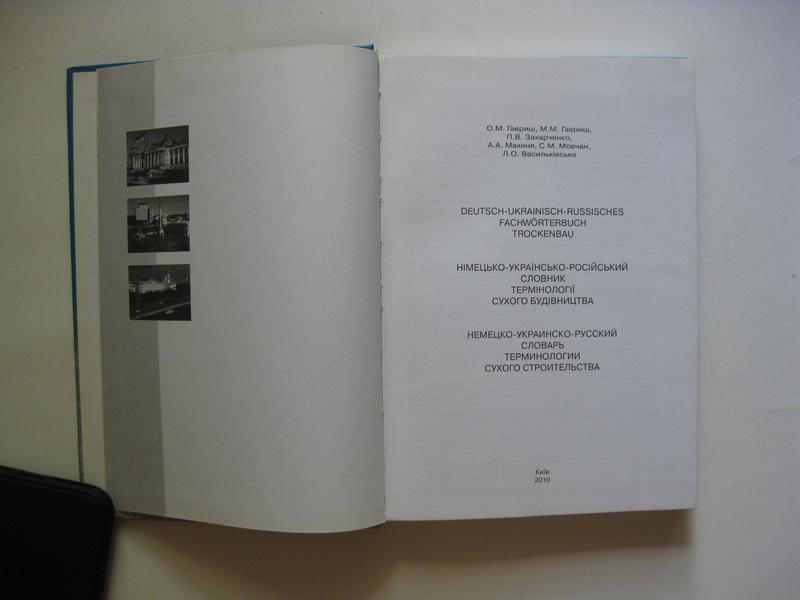 О.М. Гавриш, М.М. Гавриш,
П.В. Захарченко,
А.А. Махиня, С.М. Мовчан,
Л.О. Васильківська
DEUTSCH-UKRAINISCH-RUSSISCHES
FACHWÖRTERBUCH
TROCKENBAU
НІМЕЦЬКО-УКРАЇНСЬКО-РОСІЙСЬКИЙ
СЛОВНИК
ТЕРМІНОЛОГІЇ
СУХОГО БУДІВНИЦТВА
НЕМЕЦКО-УКРАИНСКО-РУССКИЙ
СЛОВАРЬ
ТЕРМИНОЛОГИИ
СУХОГО СТРОИТЕЛЬСТВА
Київ
2010